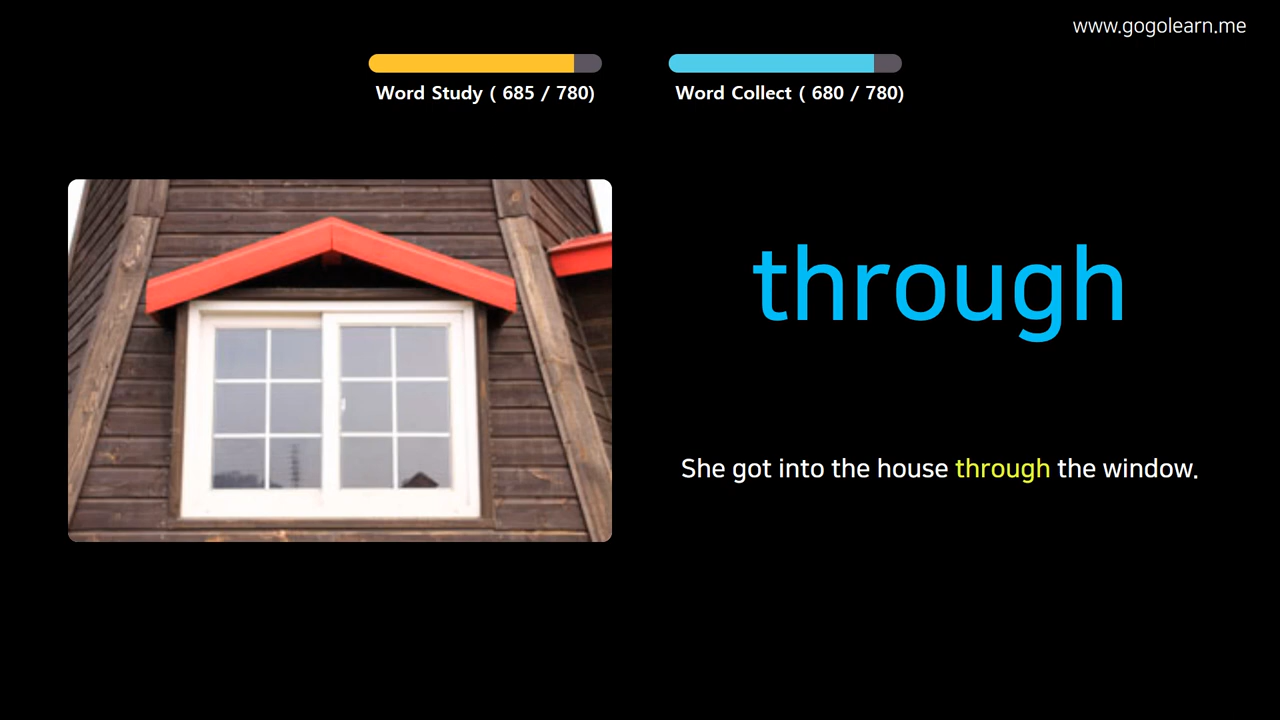 www.gogolearn.me
Word Study ( 685 / 780)
Word Collect ( 680 / 780)
through
She got into the house through the window.